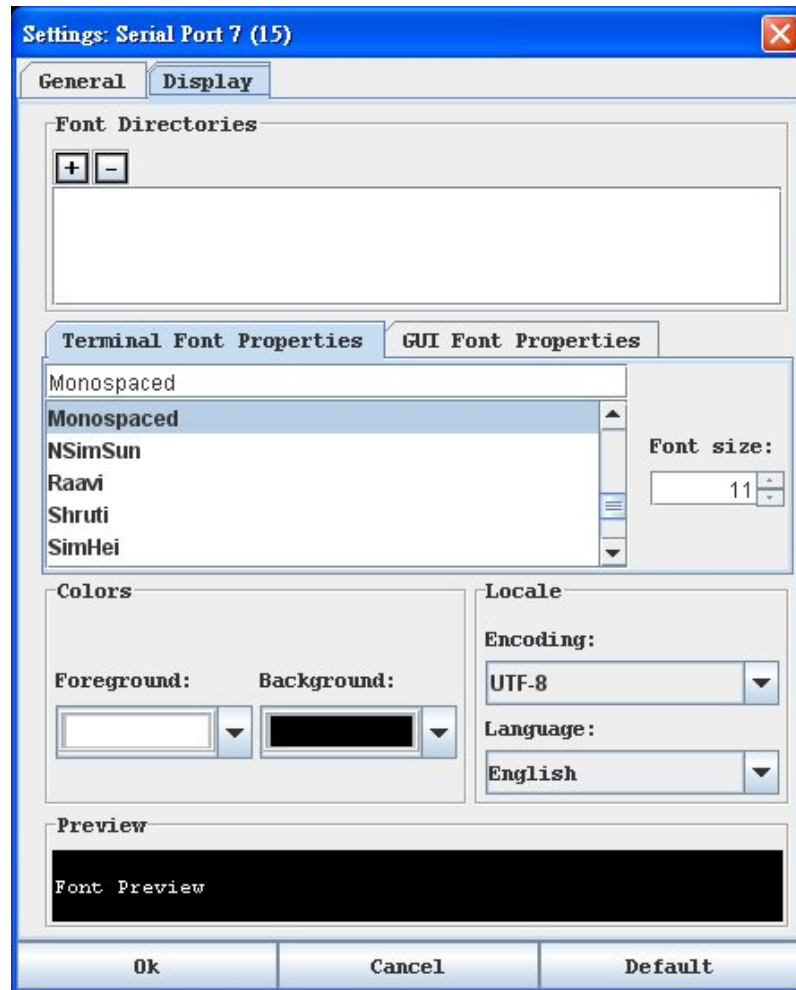 Settings: Serial Port 7 (15)
General Display
Font Directories
+ -
Terminal Font Properties GUI Font Properties
Monospaced
Monospaced
NSimSun
Raavi
Shruti
SimHei
Font size:
11
Colors
Foreground: Background:
Locale
Encoding:
UTF-8
Language:
English
Preview
Font Preview
Ok Cancel Default